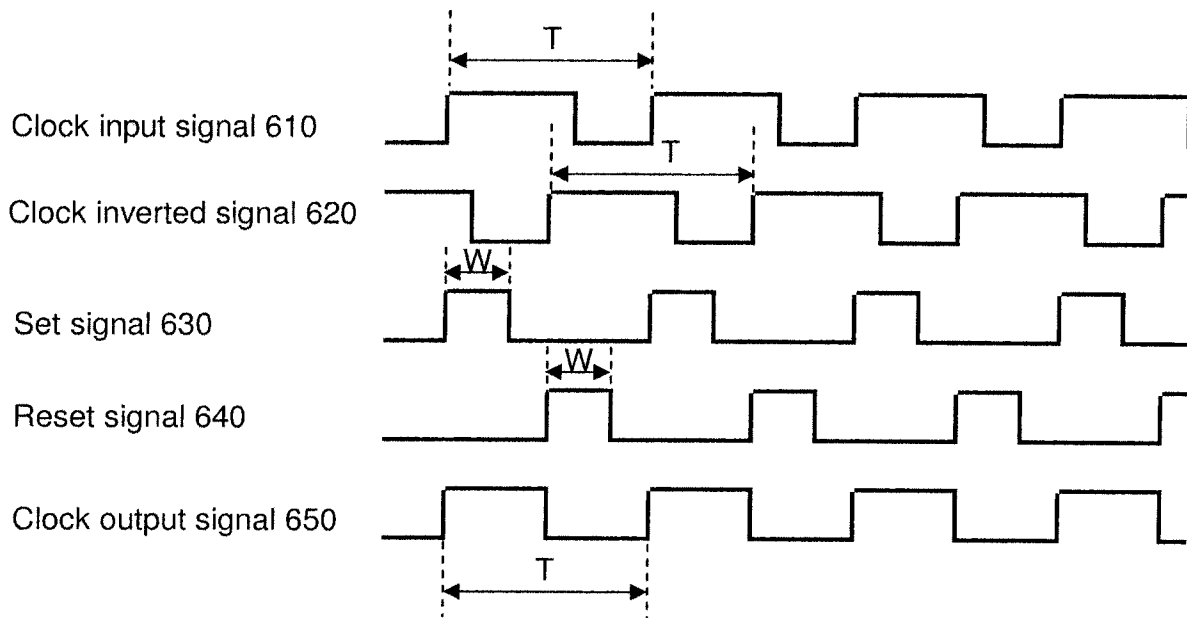 T
Clock input signal 610
T
Clock inverted signal 620
W
Set signal 630
W
Reset signal 640
Clock output signal 650
T